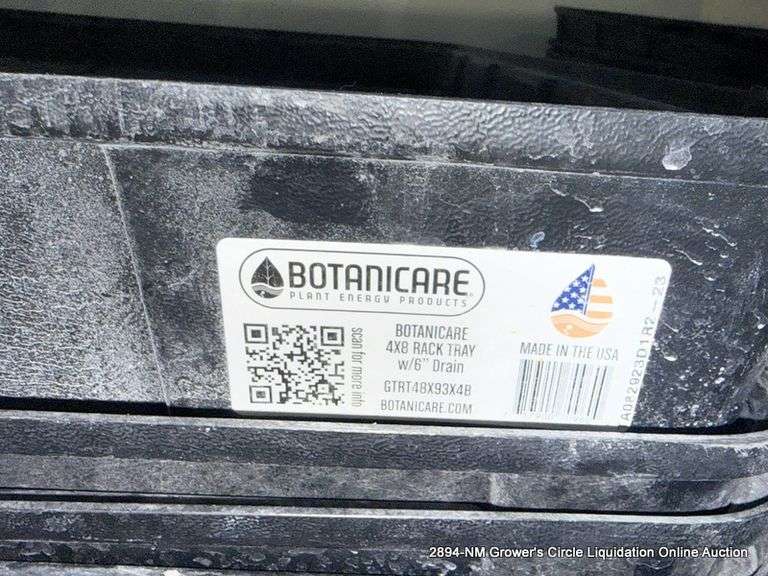 BOTANICARE
PLANT ENERGY PRODUCTS
scan for more info
BOTANICARE
4X8 RACK TRAY
w/6" Drain
GTRT48X93X4B
BOTANICARE.COM
MADE IN THE USA
2894-NM Grower's Circle Liquidation Online Auction